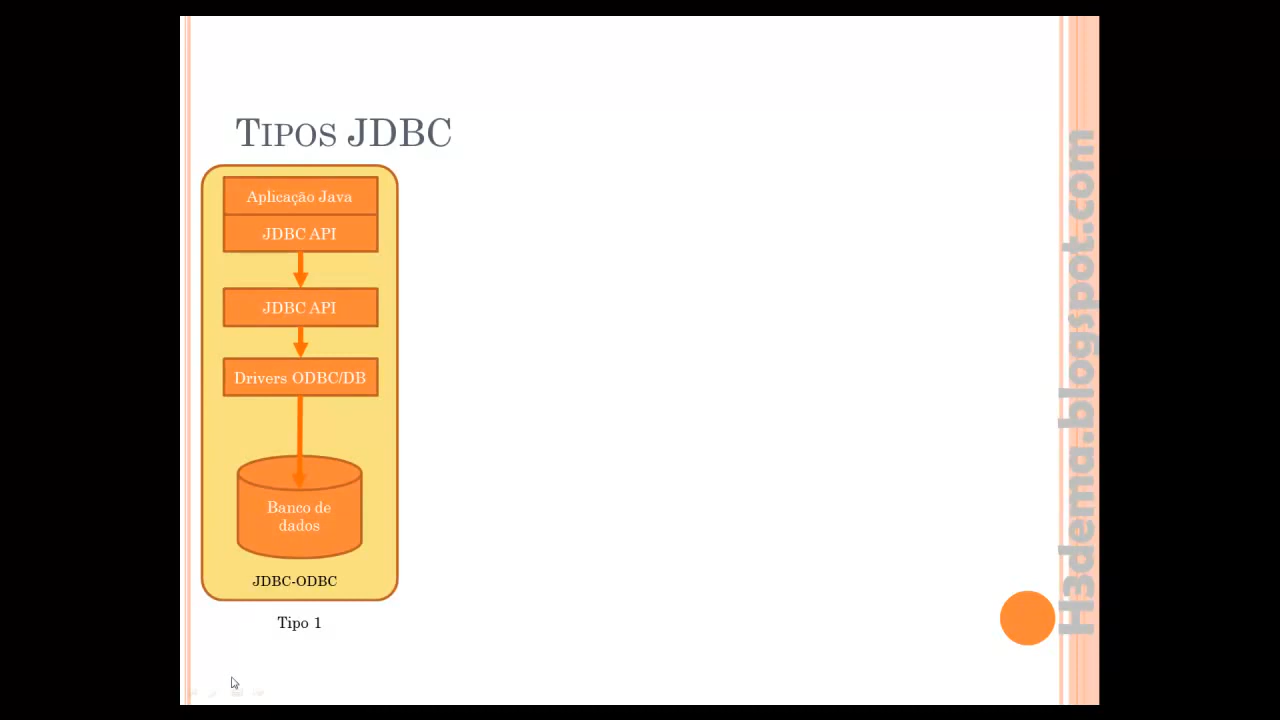 TIPOS JDBC
Aplicação Java
JDBC API
JDBC API
Drivers ODBC/DB
Banco de
dados
JDBC-ODBC
Tipo 1
H3dema.blogspot.com